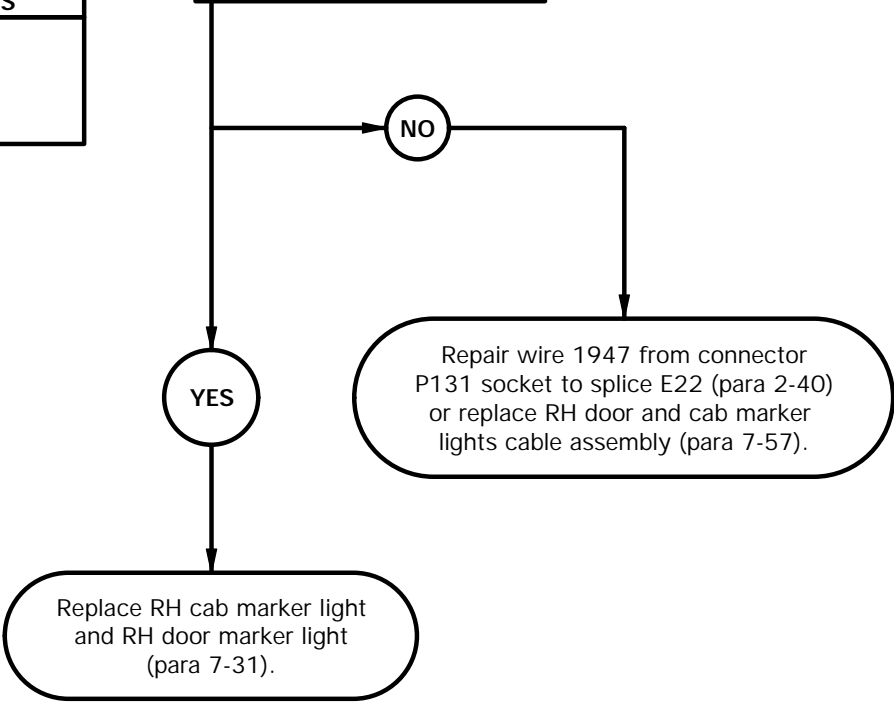 S
NO
Repair wire 1947 from connector
P131 socket to splice E22 (para 2-40)
or replace RH door and cab marker
lights cable assembly (para 7-57).
YES
Replace RH cab marker light
and RH door marker light
(para 7-31).